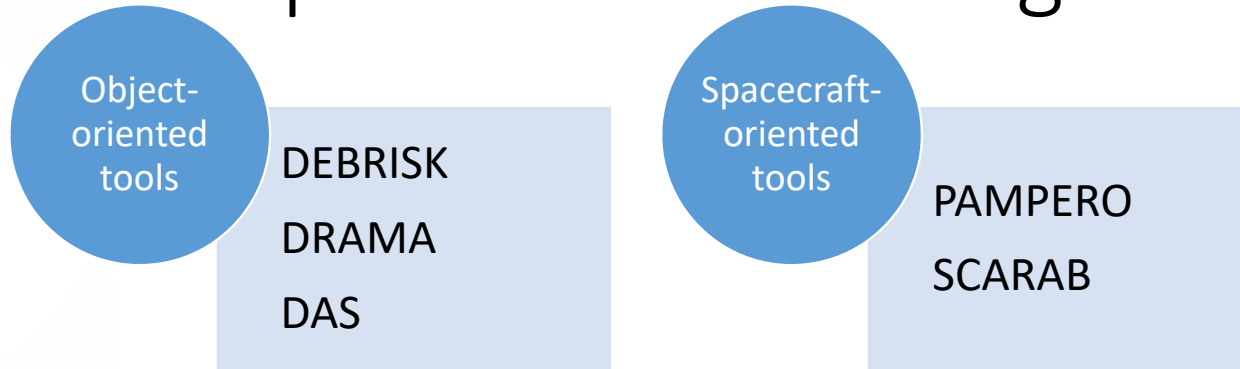 Object-
oriented
tools
DEBRISK
DRAMA
DAS
Spacecraft-
oriented
tools
PAMPERO
SCARAB